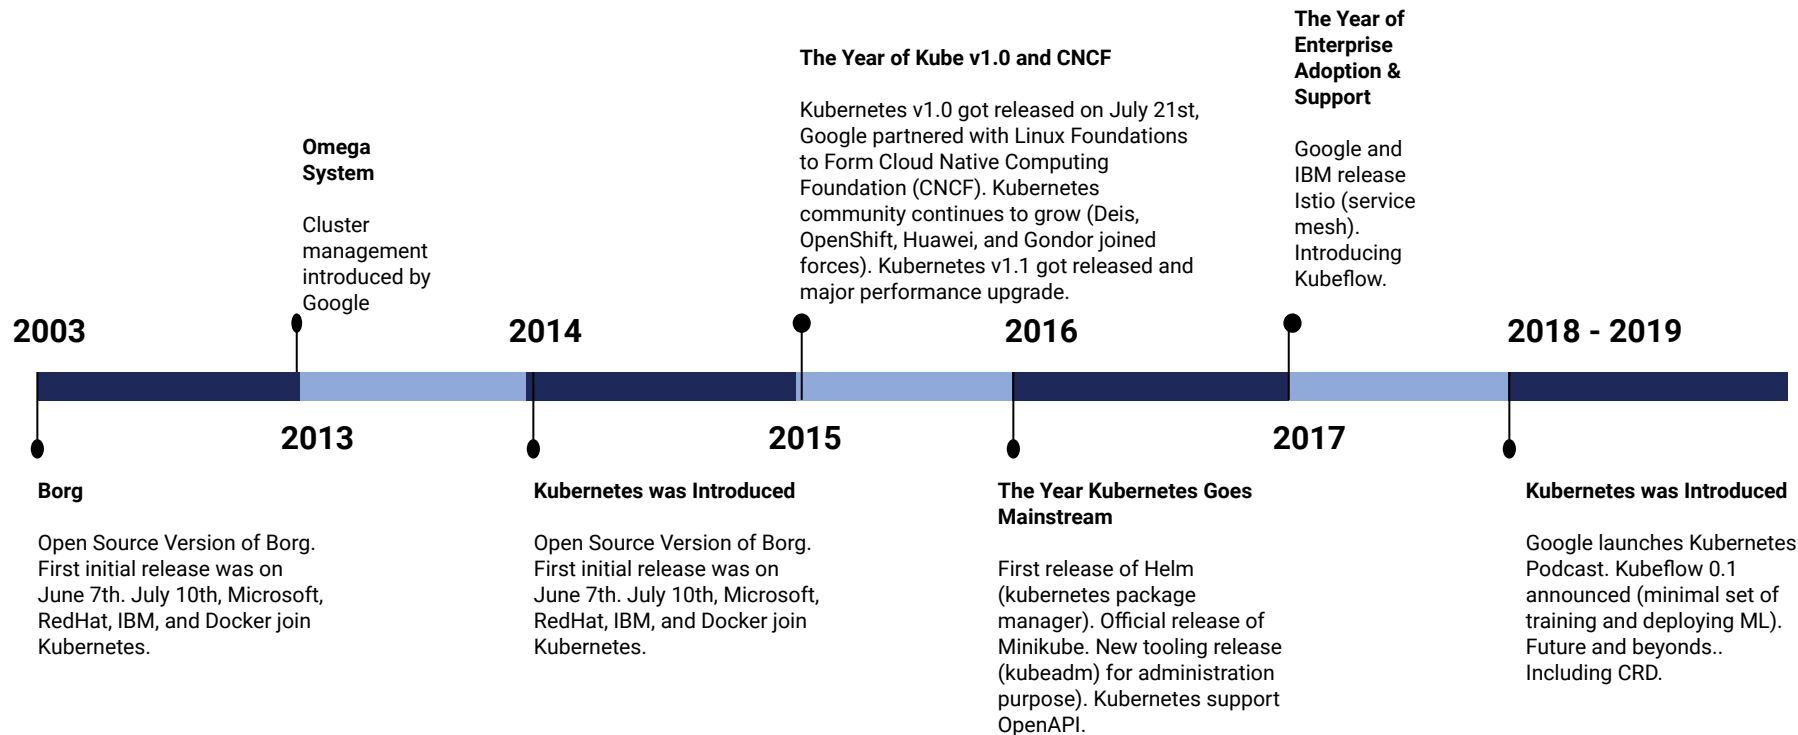 2003
Borg
Open Source Version of Borg.
First initial release was on
June 7th. July 10th, Microsoft,
RedHat, IBM, and Docker join
Kubernetes.
Omega
System
Cluster
management
introduced by
Google
2013
2014
Kubernetes was Introduced
Open Source Version of Borg.
First initial release was on
June 7th. July 10th, Microsoft,
RedHat, IBM, and Docker join
Kubernetes.
The Year of Kube v1.0 and CNCF
Kubernetes v1.0 got released on July 21st,
Google partnered with Linux Foundations
to Form Cloud Native Computing
Foundation (CNCF). Kubernetes
community continues to grow (Deis,
OpenShift, Huawei, and Gondor joined
forces). Kubernetes v1.1 got released and
major performance upgrade.
2015
2016
The Year Kubernetes Goes
Mainstream
First release of Helm
(kubernetes package
manager). Official release of
Minikube. New tooling release
(kubeadm) for administration
purpose). Kubernetes support
OpenAPI.
The Year of
Enterprise
Adoption &
Support
Google and
IBM release
Istio (service
mesh).
Introducing
Kubeflow.
2017
2018 - 2019
Kubernetes was Introduced
Google launches Kubernetes
Podcast. Kubeflow 0.1
announced (minimal set of
training and deploying ML).
Future and beyonds..
Including CRD.